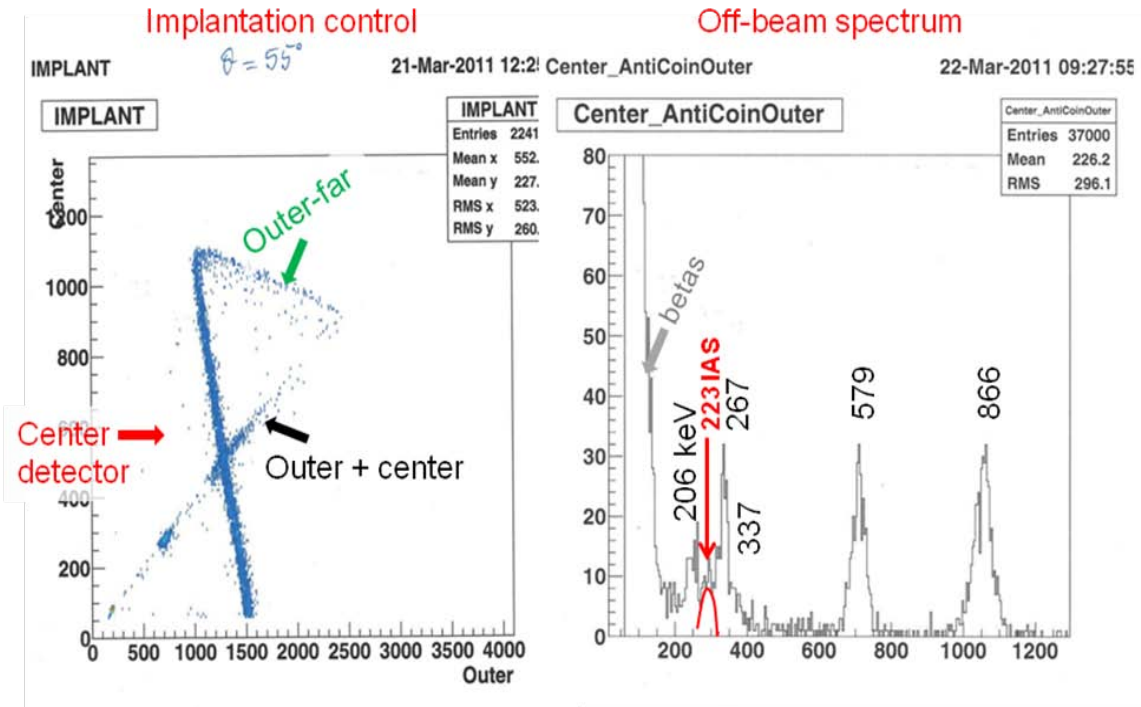 Implantation control
θ = 55°
IMPLANT
21-Mar-2011 12:25
IMPLANT
IMPLANT
Entries 2241
Mean x 552.
Mean y 227.
RMS x 523.
RMS y 260.
Center
1200
1000
800
600
400
200
0
Outer-far
Center
detector
Outer + center
0 500 1000 1500 2000 2500 3000 3500 4000
Outer
Off-beam spectrum
Center_AntiCoinOuter
22-Mar-2011 09:27:55
Center_AntiCoinOuter
Center_AntiCoinOuter
Entries 37000
Mean 226.2
RMS 296.1
80
70
60
50
40
30
20
10
0
betas
206 keV
223 IAS
267
337
579
866
200 400 600 800 1000 1200